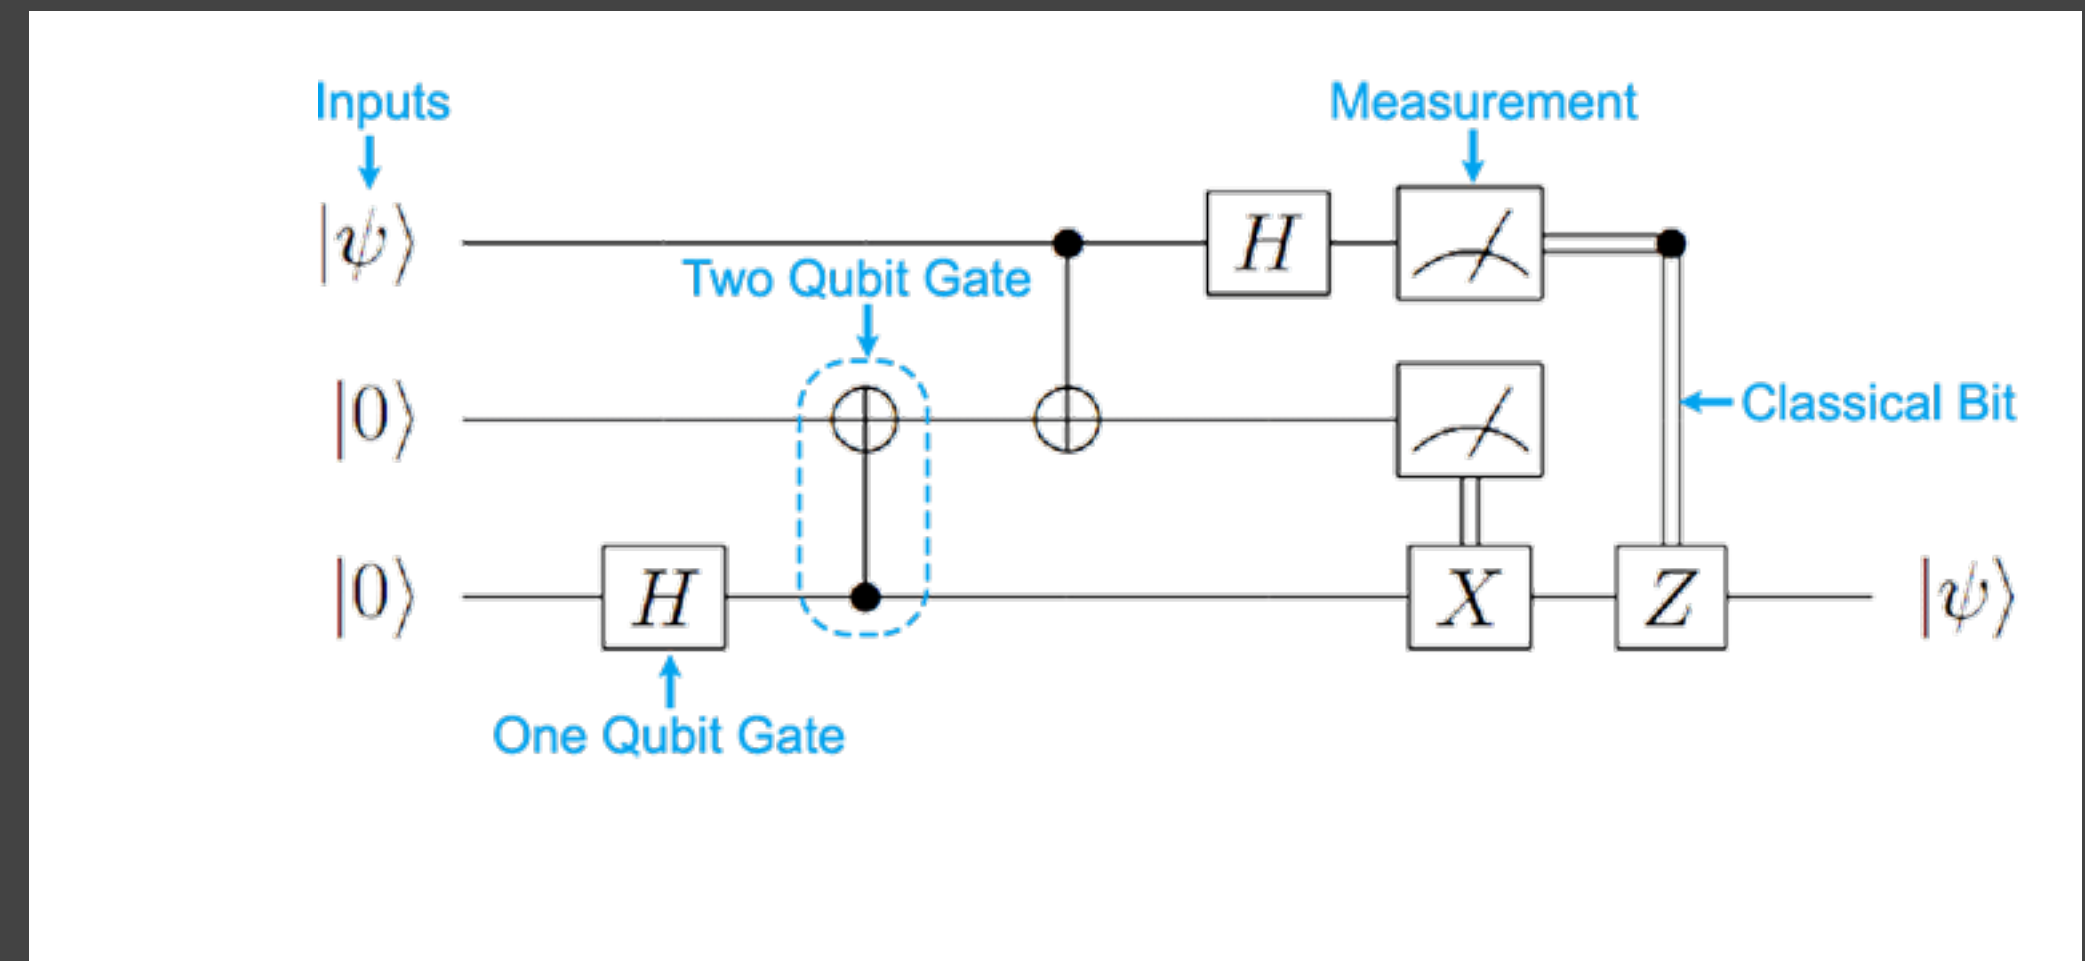 Inputs
Measurement
|ψ⟩
H
Two Qubit Gate
|0⟩
Classical Bit
|0⟩
H
X
Z
|ψ⟩
One Qubit Gate